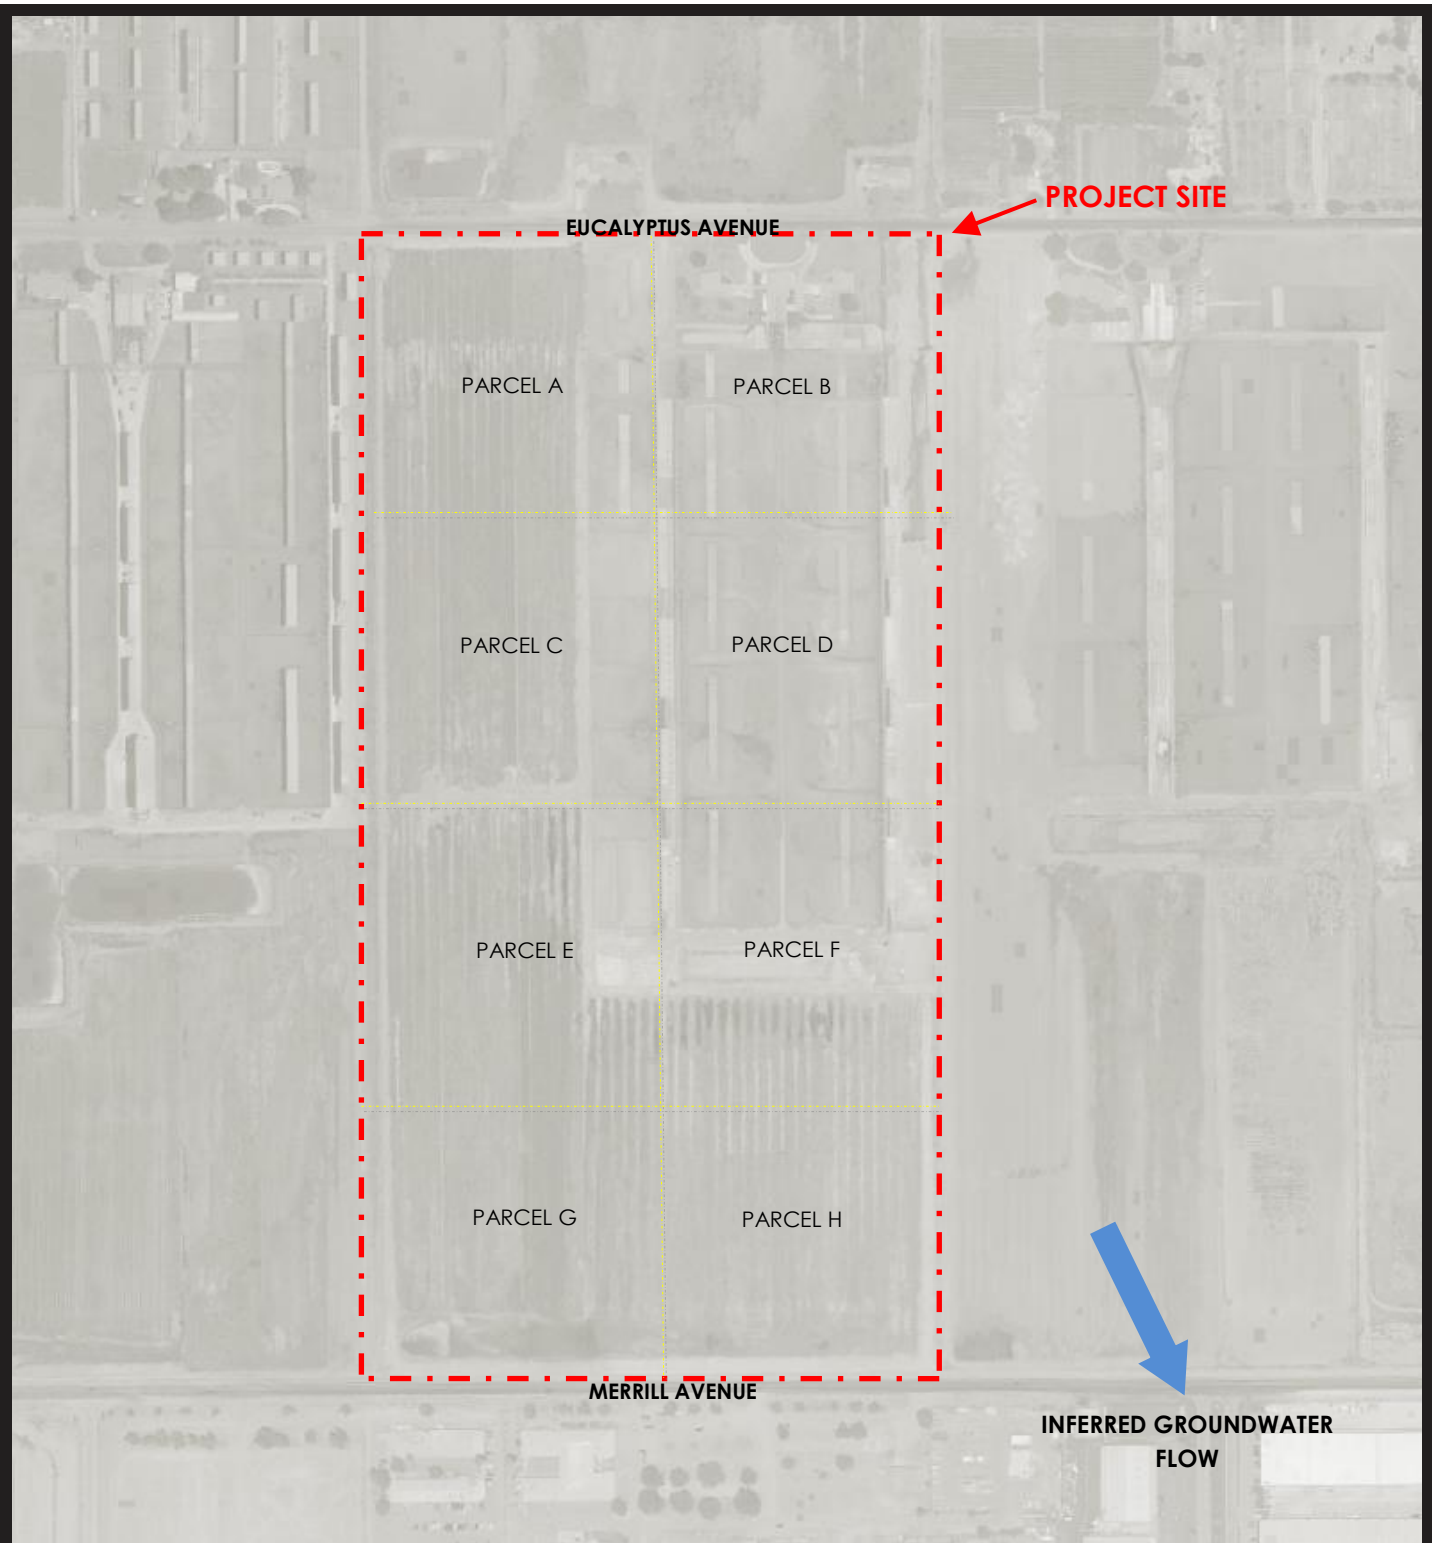 PROJECT SITE
EUCALYPTUS AVENUE
PARCEL A
PARCEL B
PARCEL C
PARCEL D
PARCEL E
PARCEL F
PARCEL G
PARCEL H
MERRILL AVENUE
INFERRED GROUNDWATER
FLOW